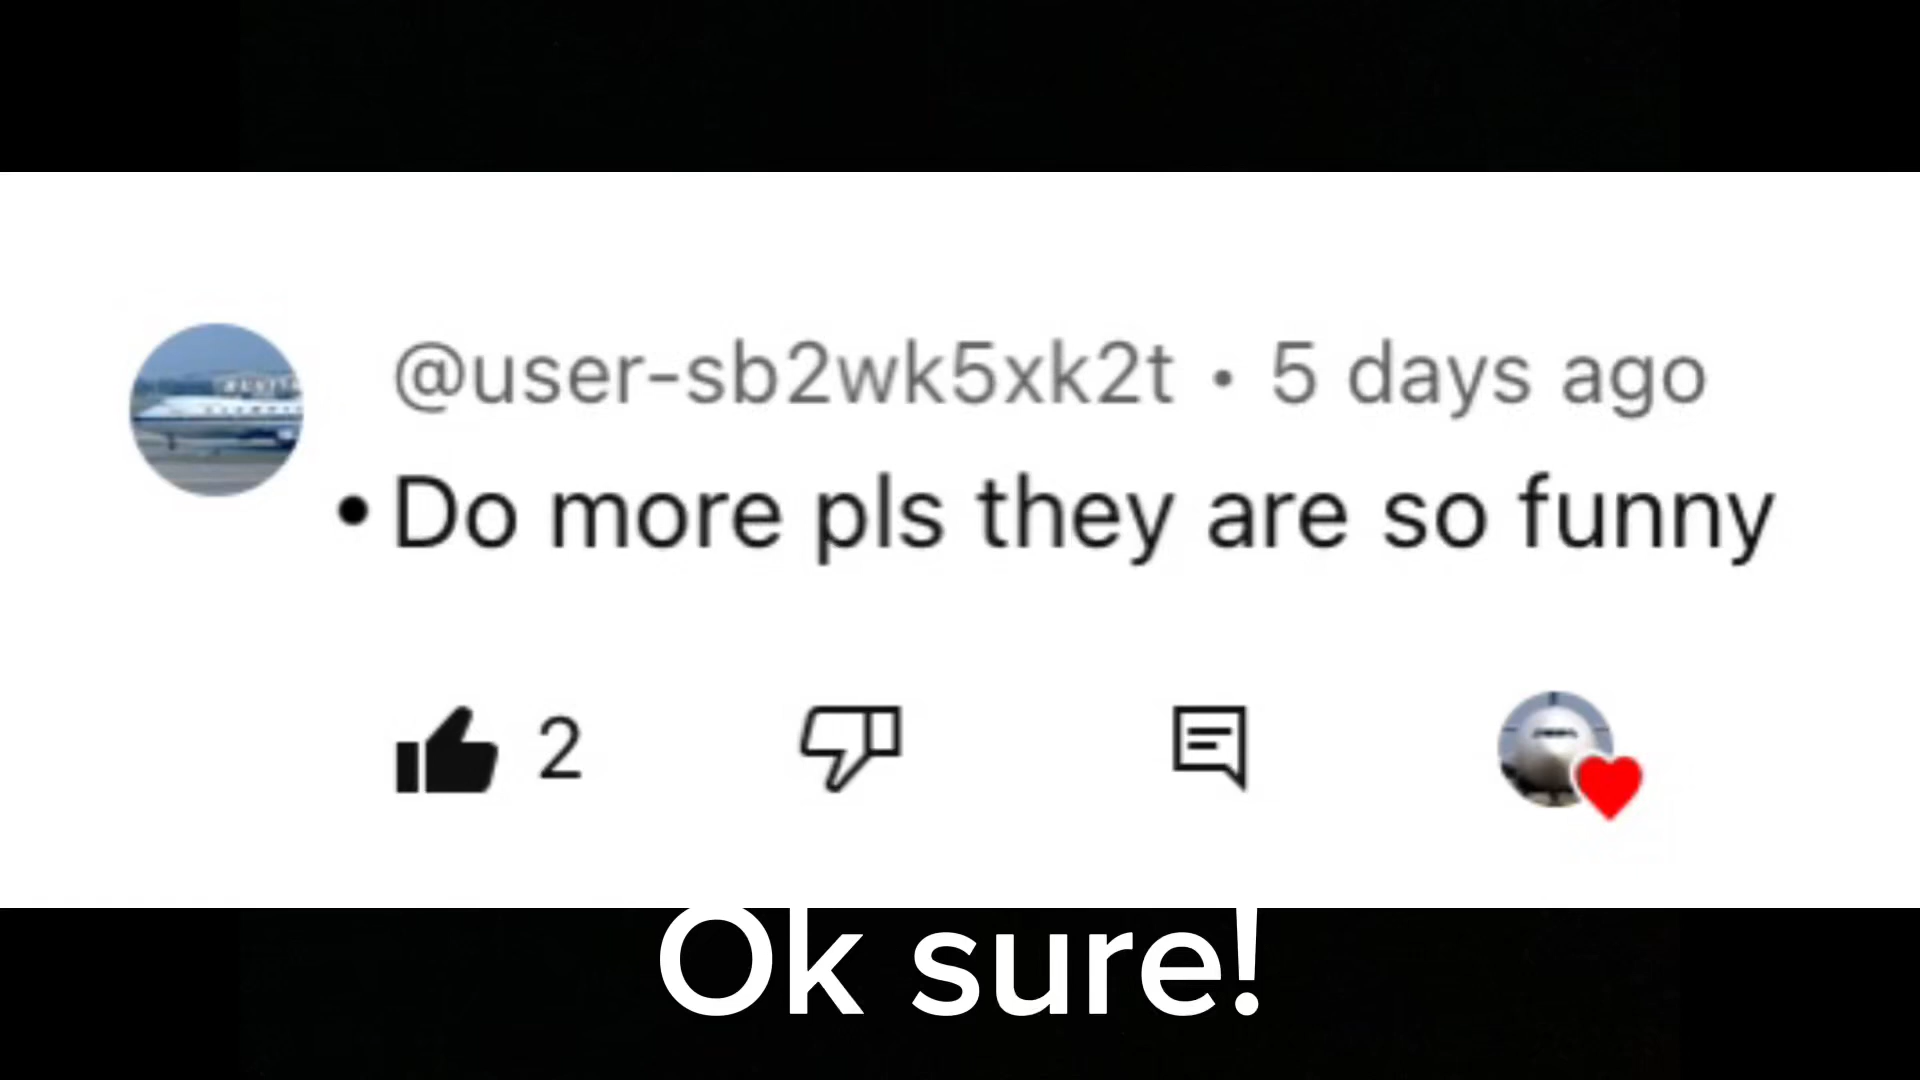 @user-sb2wk5xk2t • 5 days ago
• Do more pls they are so funny
2
Ok sure!